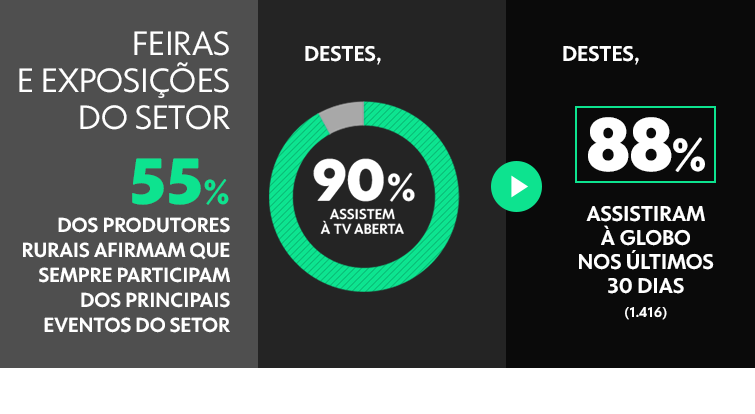 FEIRAS
E EXPOSIÇÕES
DO SETOR
55%
DOS PRODUTORES
RURAIS AFIRMAM QUE
SEMPRE PARTICIPAM
DOS PRINCIPAIS
EVENTOS DO SETOR
DESTES,
90%
ASSISTEM
À TV ABERTA
DESTES,
88%
ASSISTIRAM
À GLOBO
NOS ÚLTIMOS
30 DIAS
(1.416)